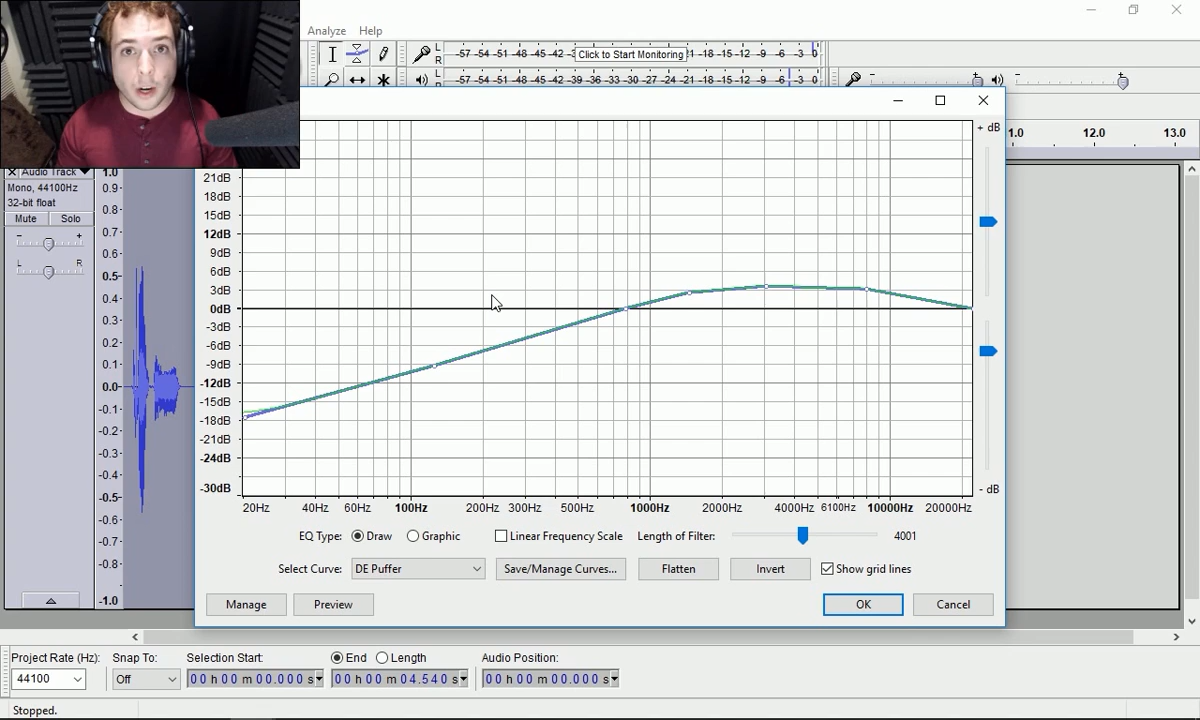 Analyze Help
L
R
-57 -54 -51 -48 -45 -42 -3 Click to Start Monitoring 1 -18 -15 -12 -9 -6 -3 0
L
R
-57 -54 -51 -48 -45 -42 -39 -36 -33 -30 -27 -24 -21 -18 -15 -12 -9 -6 -3 0
- +
- +
1.0 12.0 13.0
Audio Track
Mono, 44100Hz
32-bit float
Mute Solo
- +
L R
1.0
0.9
0.8
0.7
0.6
0.5
0.4
0.3
0.2
0.1
0.0
-0.1
-0.2
-0.3
-0.4
-0.5
-0.6
-0.7
-0.8
-0.9
-1.0
21dB
18dB
15dB
12dB
9dB
6dB
3dB
0dB
-3dB
-6dB
-9dB
-12dB
-15dB
-18dB
-21dB
-24dB
-30dB
+ dB
- dB
20Hz 40Hz 60Hz 100Hz 200Hz 300Hz 500Hz 1000Hz 2000Hz 4000Hz 6100Hz 10000Hz 20000Hz
EQ Type: Draw Graphic Linear Frequency Scale Length of Filter: 4001
Select Curve: DE Puffer Save/Manage Curves... Flatten Invert Show grid lines
Manage Preview OK Cancel
Project Rate (Hz): Snap To: Selection Start: End Length Audio Position:
44100 Off 00 h 00 m 00.000 s 00 h 00 m 04.540 s 00 h 00 m 00.000 s
Stopped.